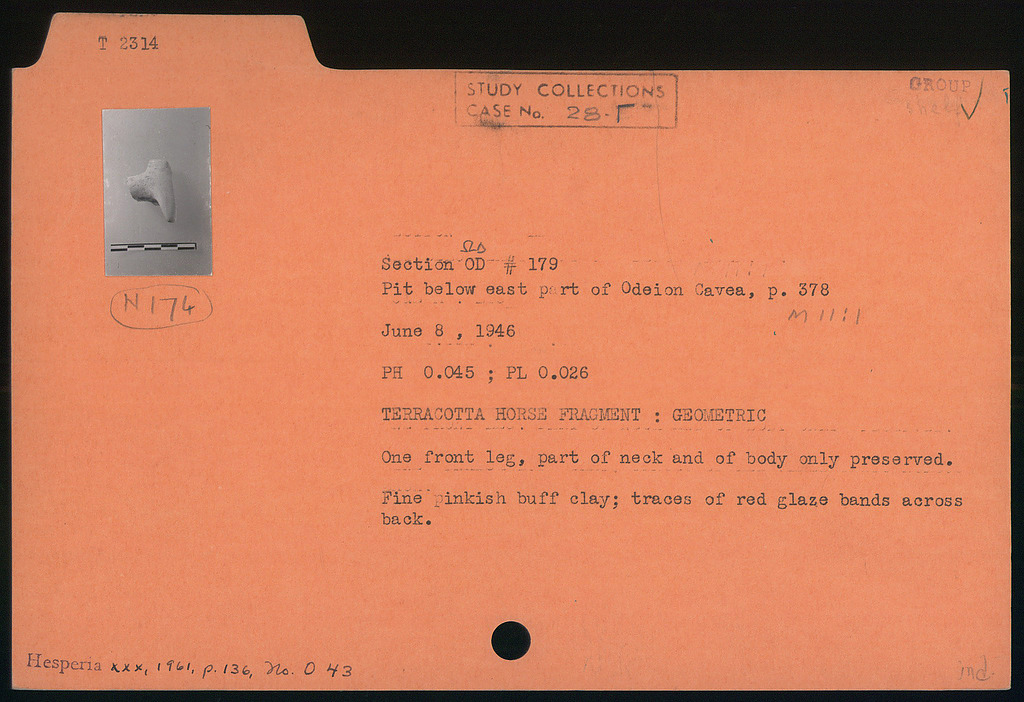 T 2314
STUDY COLLECTIONS
CASE No. 28-Γ
GROUP
N174
ΩΔ
Section OD # 179
Pit below east part of Odeion Cavea, p. 378
M 11:1
June 8 , 1946
PH 0.045 ; PL 0.026
TERRACOTTA HORSE FRAGMENT : GEOMETRIC
One front leg, part of neck and of body only preserved.
Fine pinkish buff clay; traces of red glaze bands across
back.
Hesperia xxx, 1961, p. 136, No. O 43